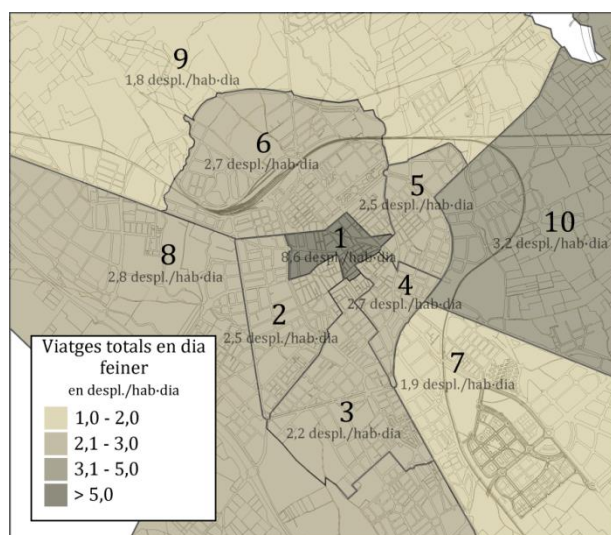 9
1,8 despl./hab·dia
6
2,7 despl./hab·dia
5
2,5 despl./hab·dia
10
3,2 despl./hab·dia
1
8,6 despl./hab·dia
8
2,8 despl./hab·dia
4
2,7 despl./hab·dia
2
2,5 despl./hab·dia
7
1,9 despl./hab·dia
3
2,2 despl./hab·dia
Viatges totals en dia
feiner
en despl./hab·dia
1,0 - 2,0
2,1 - 3,0
3,1 - 5,0
> 5,0